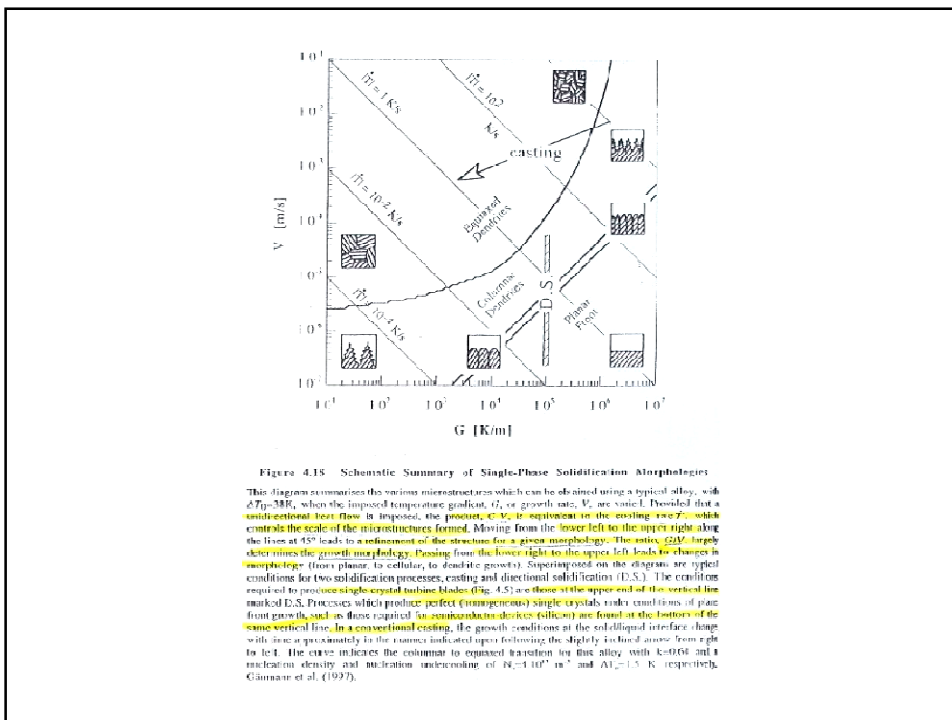 V [m/s]
|Ṫ| = 1 K/s
|Ṫ| = 10-2 K/s
K/s
casting
Equiaxed
Dendrites
Columnar
Dendrites
D.S.
Planar
Front
G [K/m]
Figure 4.18 Schematic Summary of Single-Phase Solidification Morphologies
This diagram summarises the various microstructures which can be obtained using a typical alloy, with
when the imposed temperature gradient, G, or growth rate, V, are varied. Provided that a
unidirectional heat flow is imposed, the product, G·V, is equivalent to the cooling rate which
controls the scale of the microstructures formed. Moving from the lower left to the upper right along
the lines at 45° leads to a refinement of the structure for a given morphology. The ratio, G/V, largely
determines the growth morphology. Passing from the lower right to the upper left leads to changes in
morphology (from planar, to cellular, to dendrite growth). Superimposed on the diagram are typical
conditions for two solidification processes, casting and directional solidification (D.S.). The conditions
required to produce single-crystal turbine blades (Fig. 4.5) are those at the upper end of the vertical line
marked D.S. Processes which produce perfect (homogeneous) single crystals under conditions of plane
front growth, such as those required for semiconductor devices (silicon) are found at the bottom of the
same vertical line. In a conventional casting, the growth conditions at the solid/liquid interface change
with time approximately in the manner indicated upon following the slightly inclined arrow from right
to left. The curve indicates the columnar to equiaxed transition for this alloy with k=0.64 and a
nucleation density and nucleation undercooling of and respectively.
Gäumann et al. (1997).